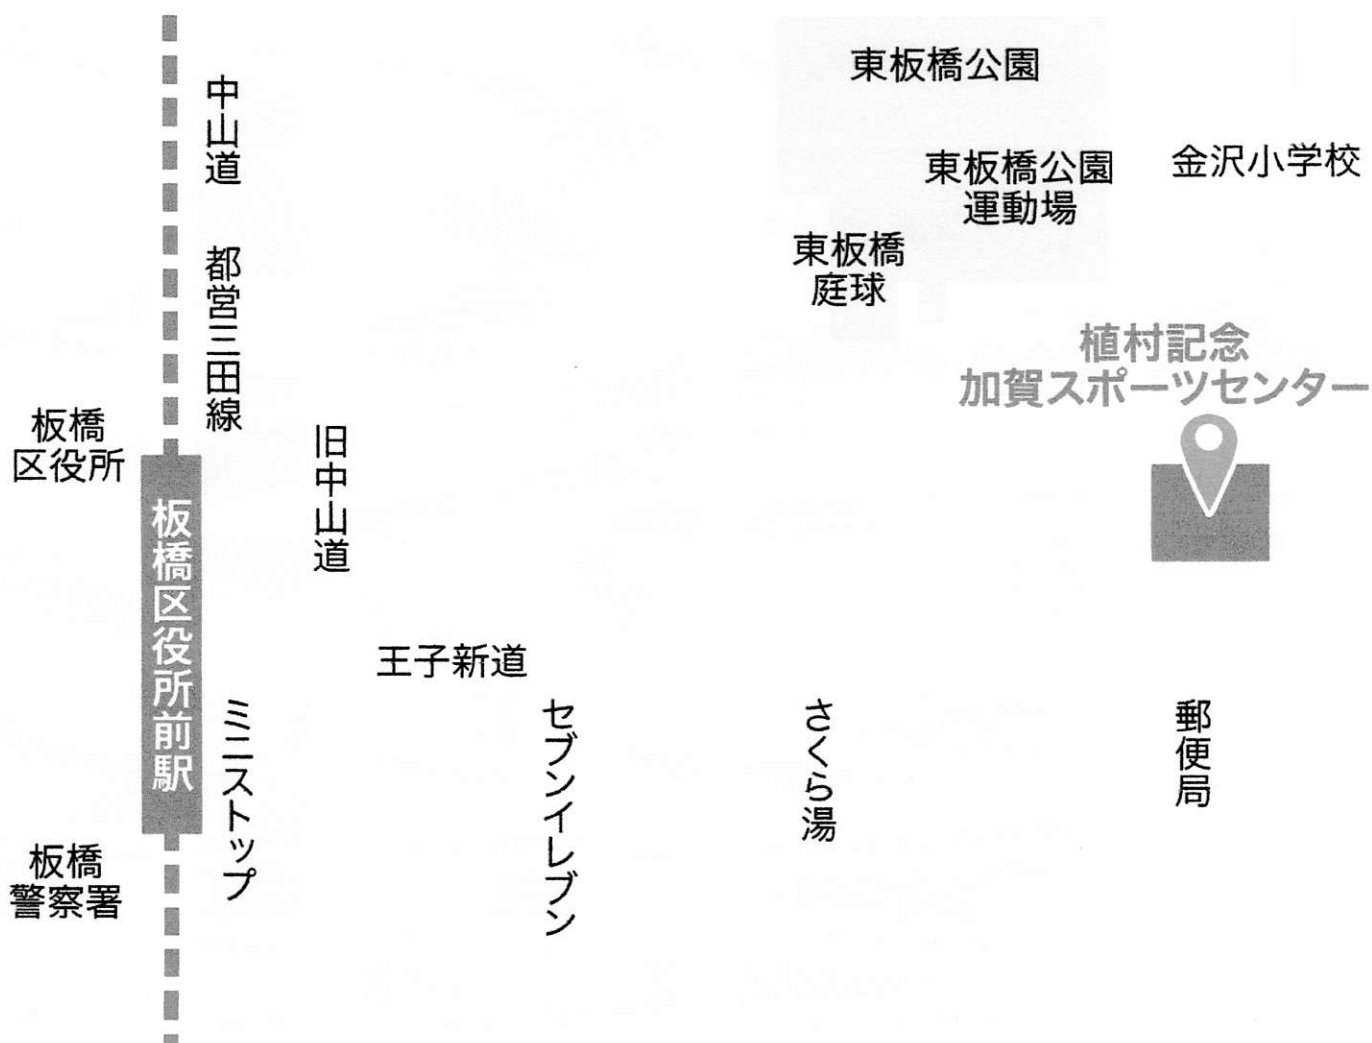 中山道
都営三田線
東板橋公園
東板橋公園
運動場
金沢小学校
東板橋
庭球
植村記念
加賀スポーツセンター
板橋
区役所
旧中山道
板橋区役所前駅
王子新道
ミニストップ
セブンイレブン
さくら湯
郵便局
板橋
警察署